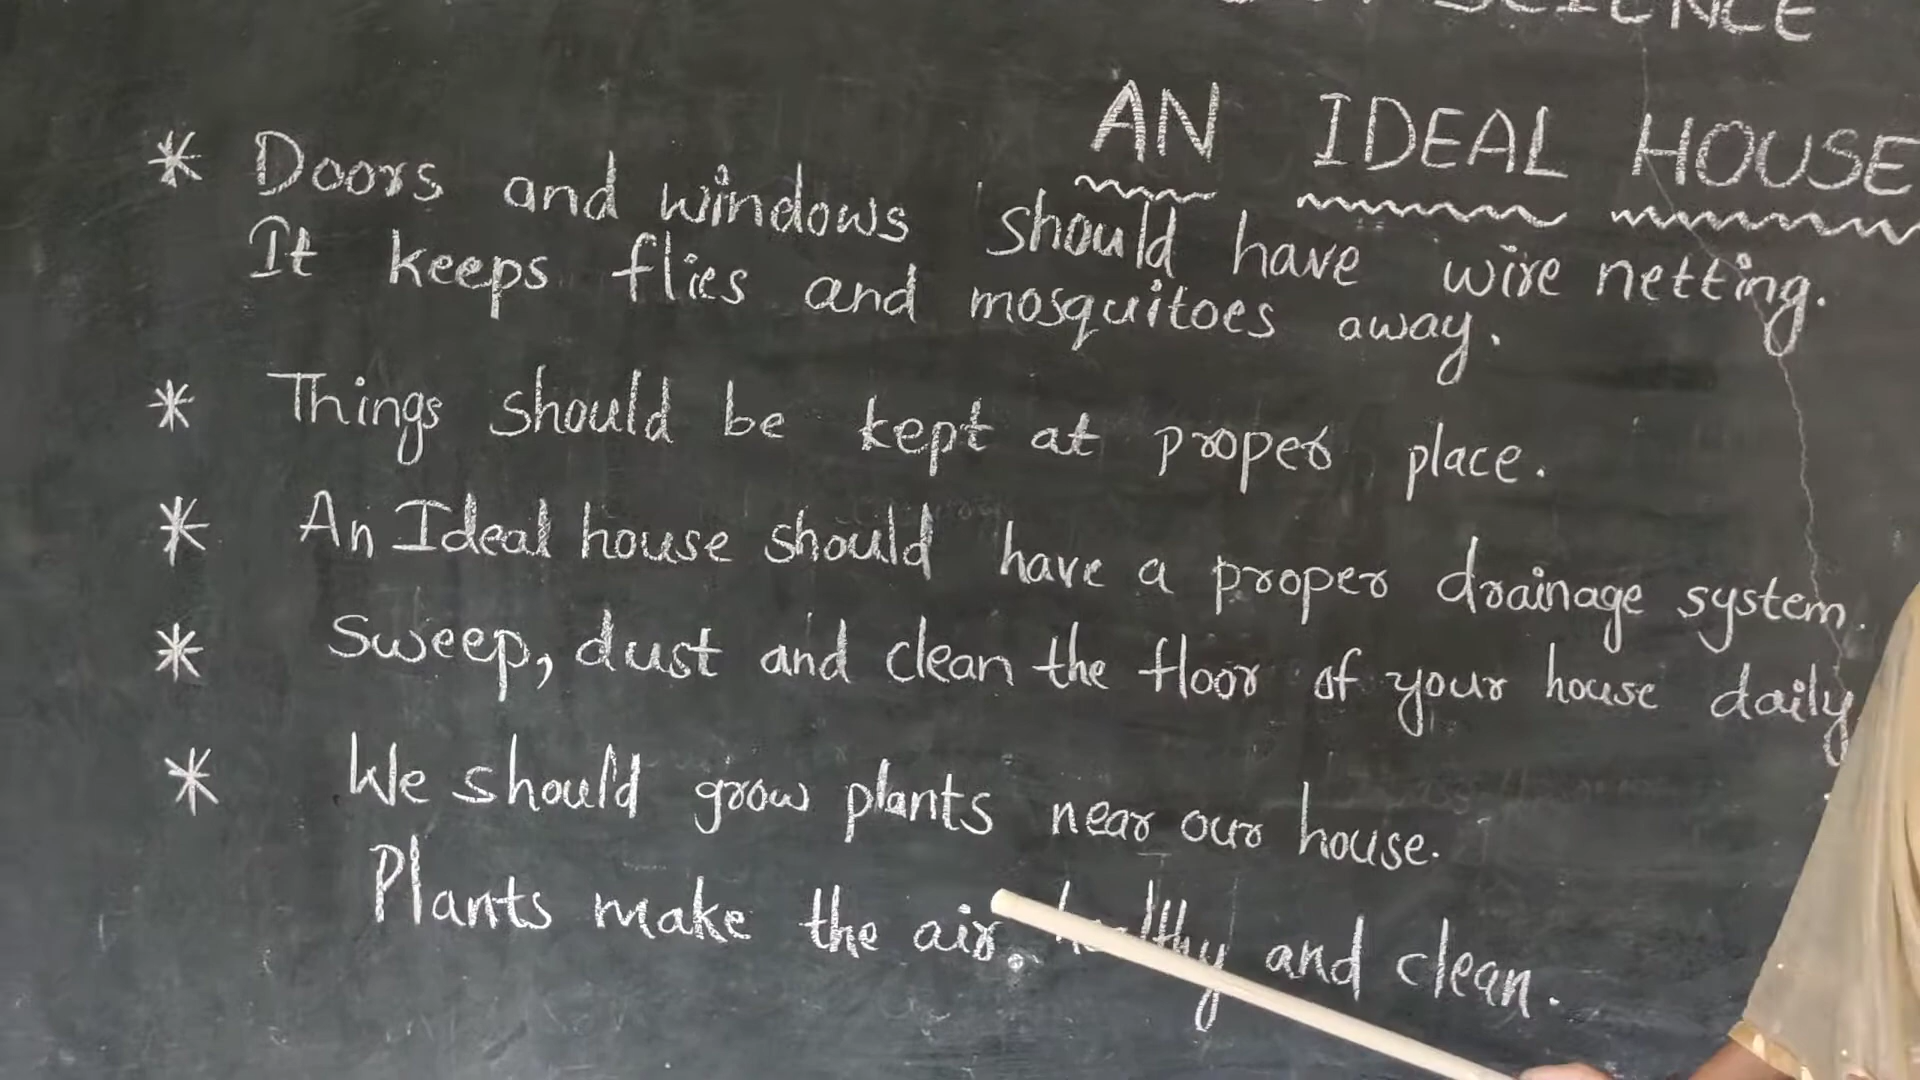 SCIENCE
AN IDEAL HOUSE
* Doors and windows should have wire netting.
It keeps flies and mosquitoes away.
* Things should be kept at proper place.
* An Ideal house should have a proper drainage system.
* Sweep, dust and clean the floor of your house daily
* We should grow plants near our house.
Plants make the air healthy and clean.